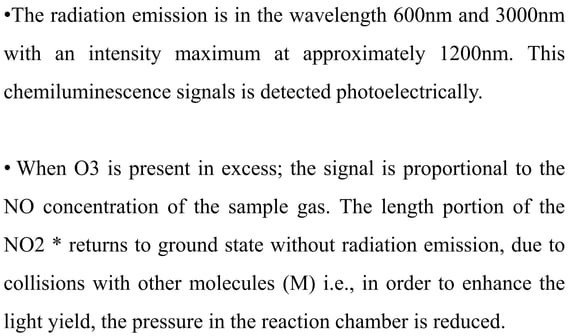 •The radiation emission is in the wavelength 600nm and 3000nm
with an intensity maximum at approximately 1200nm. This
chemiluminescence signals is detected photoelectrically.
• When O3 is present in excess; the signal is proportional to the
NO concentration of the sample gas. The length portion of the
NO2 * returns to ground state without radiation emission, due to
collisions with other molecules (M) i.e., in order to enhance the
light yield, the pressure in the reaction chamber is reduced.